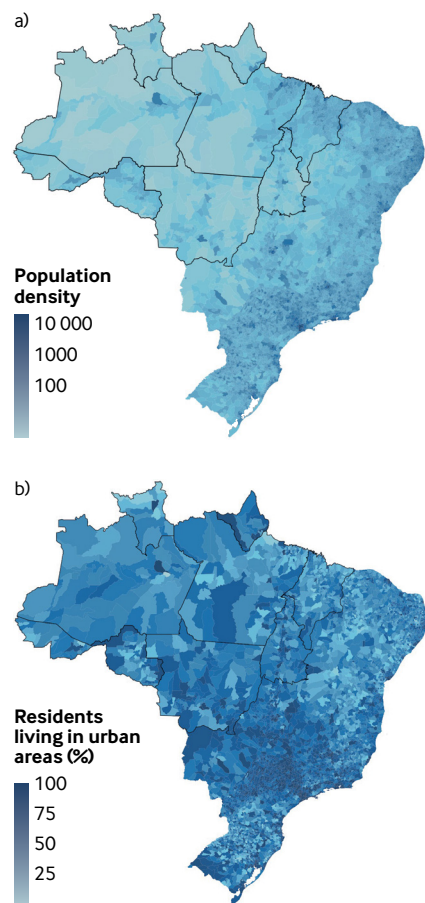 a)
Population
density
10 000
1000
100
b)
Residents
living in urban
areas (%)
100
75
50
25